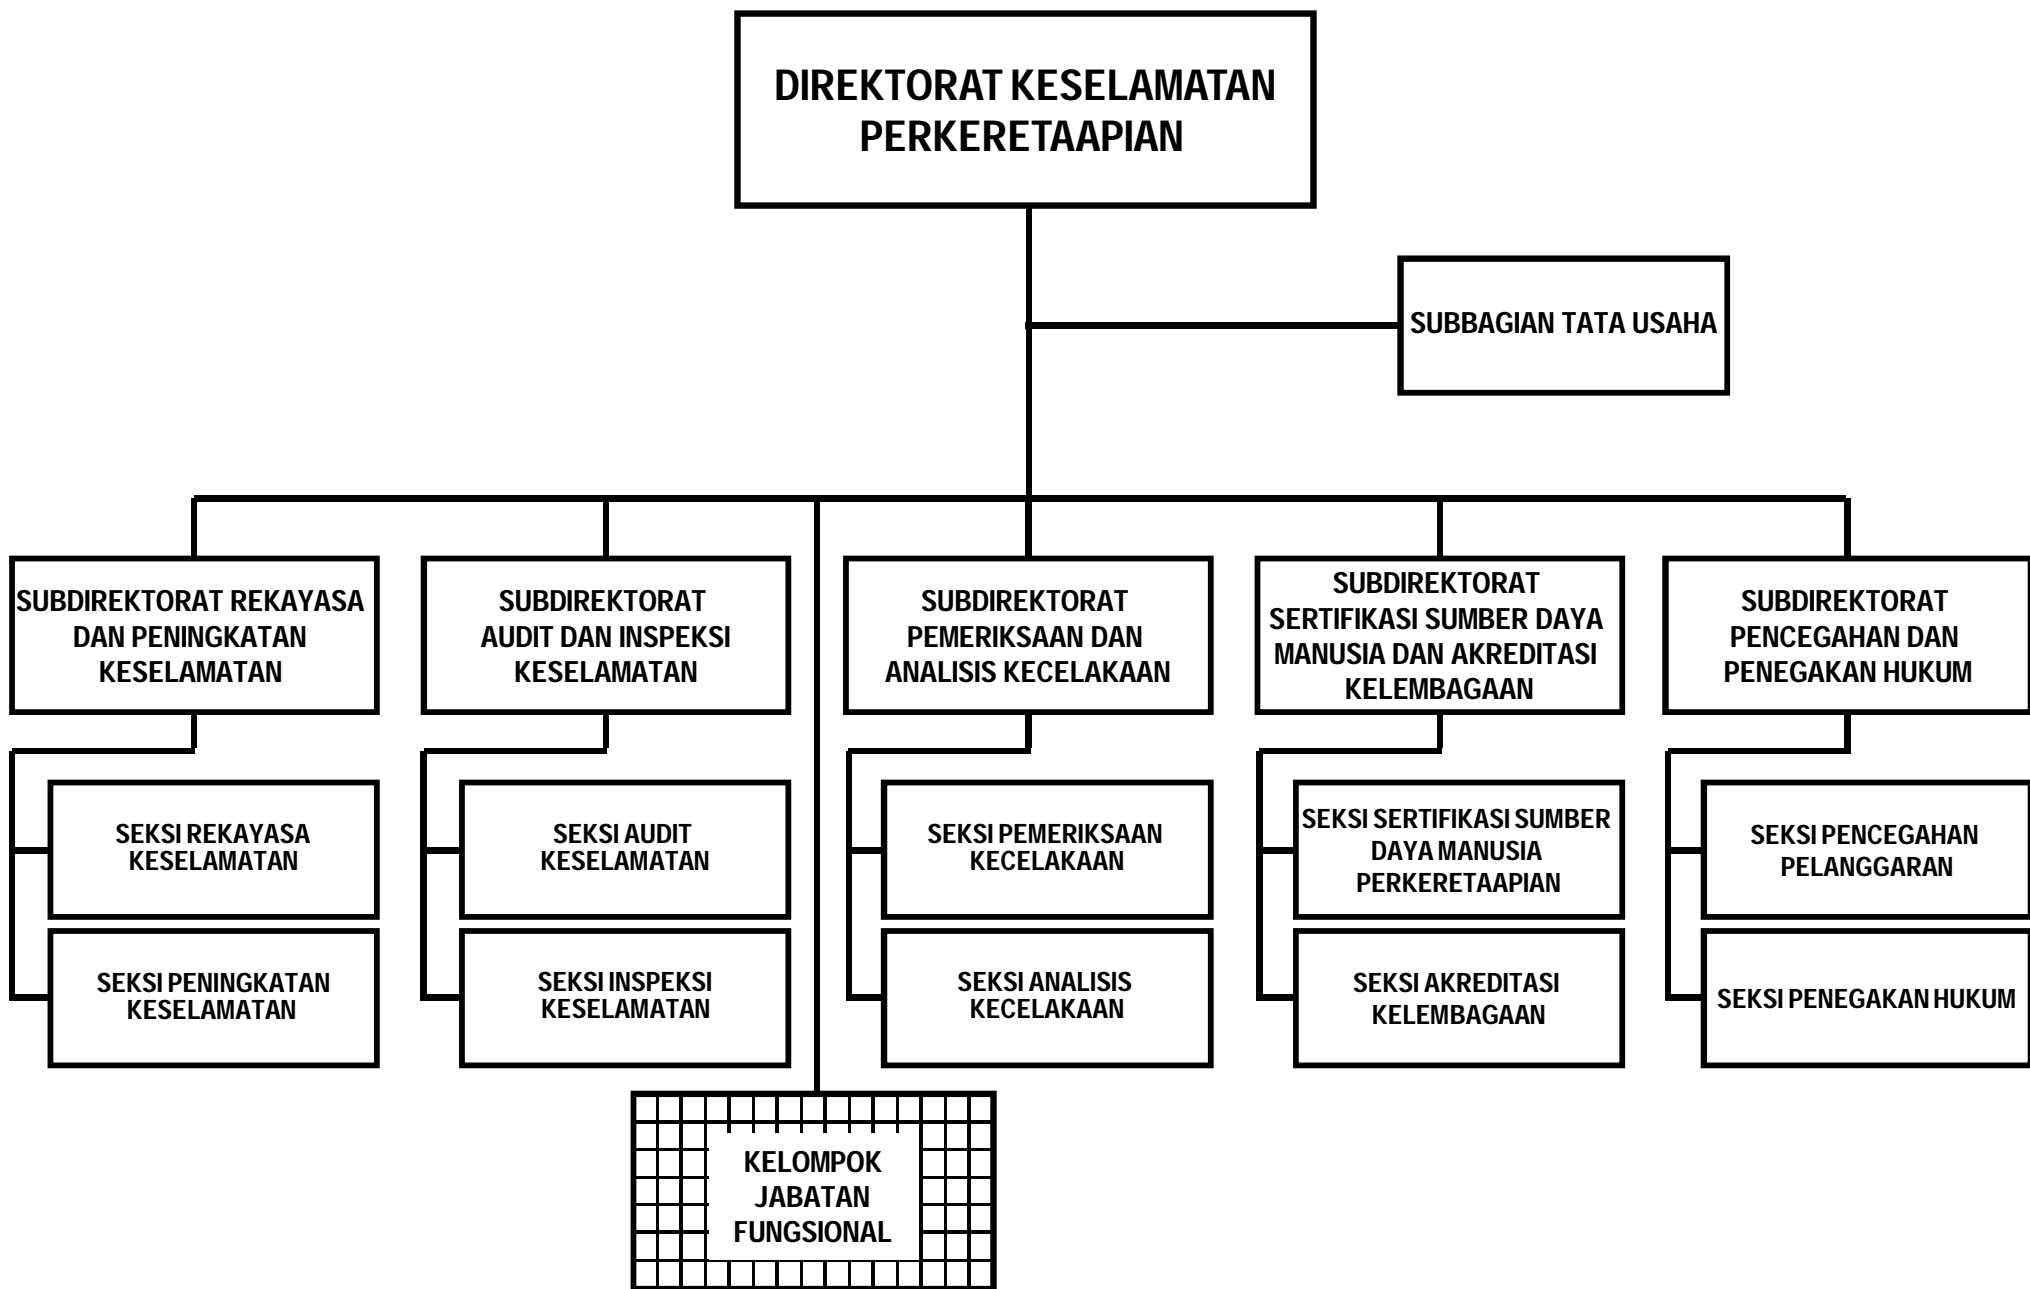 DIREKTORAT KESELAMATAN
PERKERETAAPIAN
SUBBAGIAN TATA USAHA
SUBDIREKTORAT REKAYASA
DAN PENINGKATAN
KESELAMATAN
SUBDIREKTORAT
AUDIT DAN INSPEKSI
KESELAMATAN
SUBDIREKTORAT
PEMERIKSAAN DAN
ANALISIS KECELAKAAN
SUBDIREKTORAT
SERTIFIKASI SUMBER DAYA
MANUSIA DAN AKREDITASI
KELEMBAGAAN
SUBDIREKTORAT
PENCEGAHAN DAN
PENEGAKAN HUKUM
SEKSI REKAYASA
KESELAMATAN
SEKSI AUDIT
KESELAMATAN
SEKSI PEMERIKSAAN
KECELAKAAN
SEKSI SERTIFIKASI SUMBER
DAYA MANUSIA
PERKERETAAPIAN
SEKSI PENCEGAHAN
PELANGGARAN
SEKSI PENINGKATAN
KESELAMATAN
SEKSI INSPEKSI
KESELAMATAN
SEKSI ANALISIS
KECELAKAAN
SEKSI AKREDITASI
KELEMBAGAAN
SEKSI PENEGAKAN HUKUM
KELOMPOK
JABATAN
FUNGSIONAL